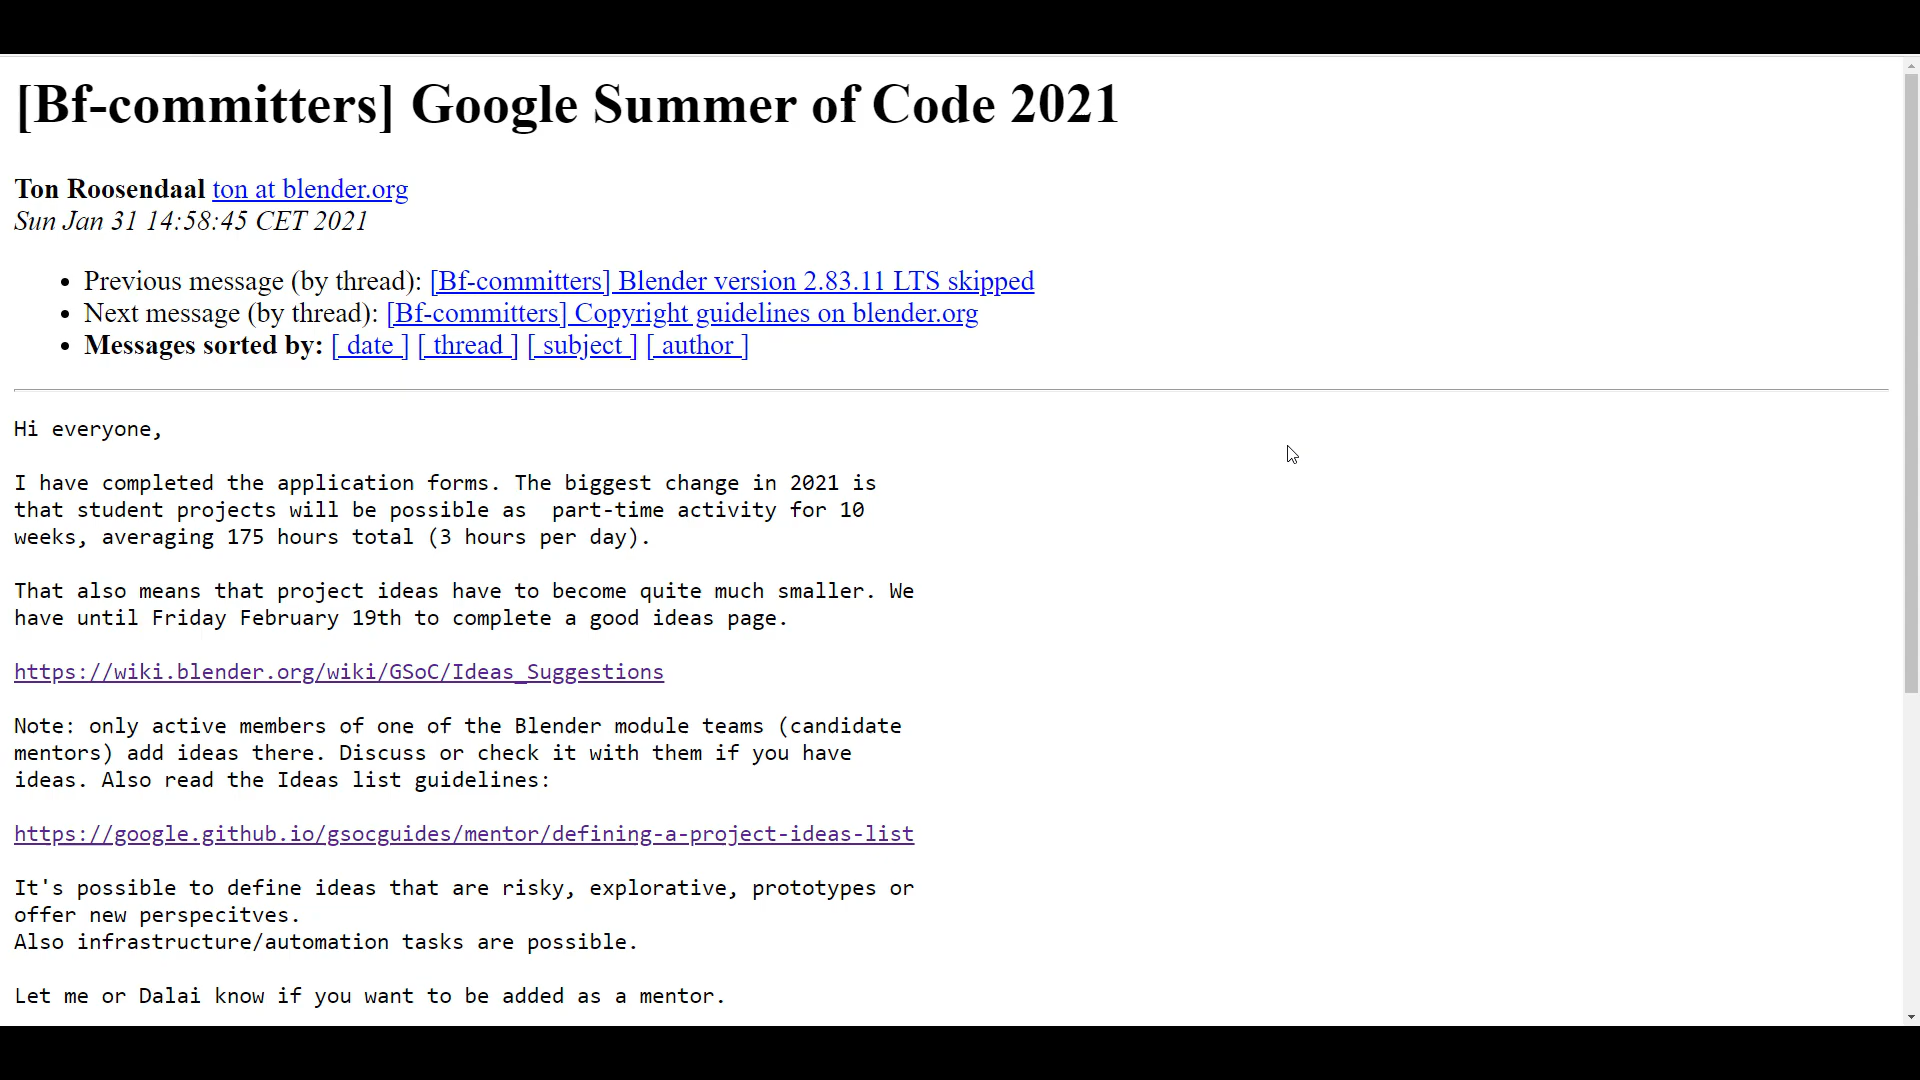 [Bf-committers] Google Summer of Code 2021
Ton Roosendaal ton at blender.org
Sun Jan 31 14:58:45 CET 2021
• Previous message (by thread): [Bf-committers] Blender version 2.83.11 LTS skipped
• Next message (by thread): [Bf-committers] Copyright guidelines on blender.org
• Messages sorted by: [ date ] [ thread ] [ subject ] [ author ]
Hi everyone,
I have completed the application forms. The biggest change in 2021 is
that student projects will be possible as  part-time activity for 10
weeks, averaging 175 hours total (3 hours per day).
That also means that project ideas have to become quite much smaller. We
have until Friday February 19th to complete a good ideas page.
https://wiki.blender.org/wiki/GSoC/Ideas_Suggestions
Note: only active members of one of the Blender module teams (candidate
mentors) add ideas there. Discuss or check it with them if you have
ideas. Also read the Ideas list guidelines:
https://google.github.io/gsocguides/mentor/defining-a-project-ideas-list
It's possible to define ideas that are risky, explorative, prototypes or
offer new perspecitves.
Also infrastructure/automation tasks are possible.
Let me or Dalai know if you want to be added as a mentor.